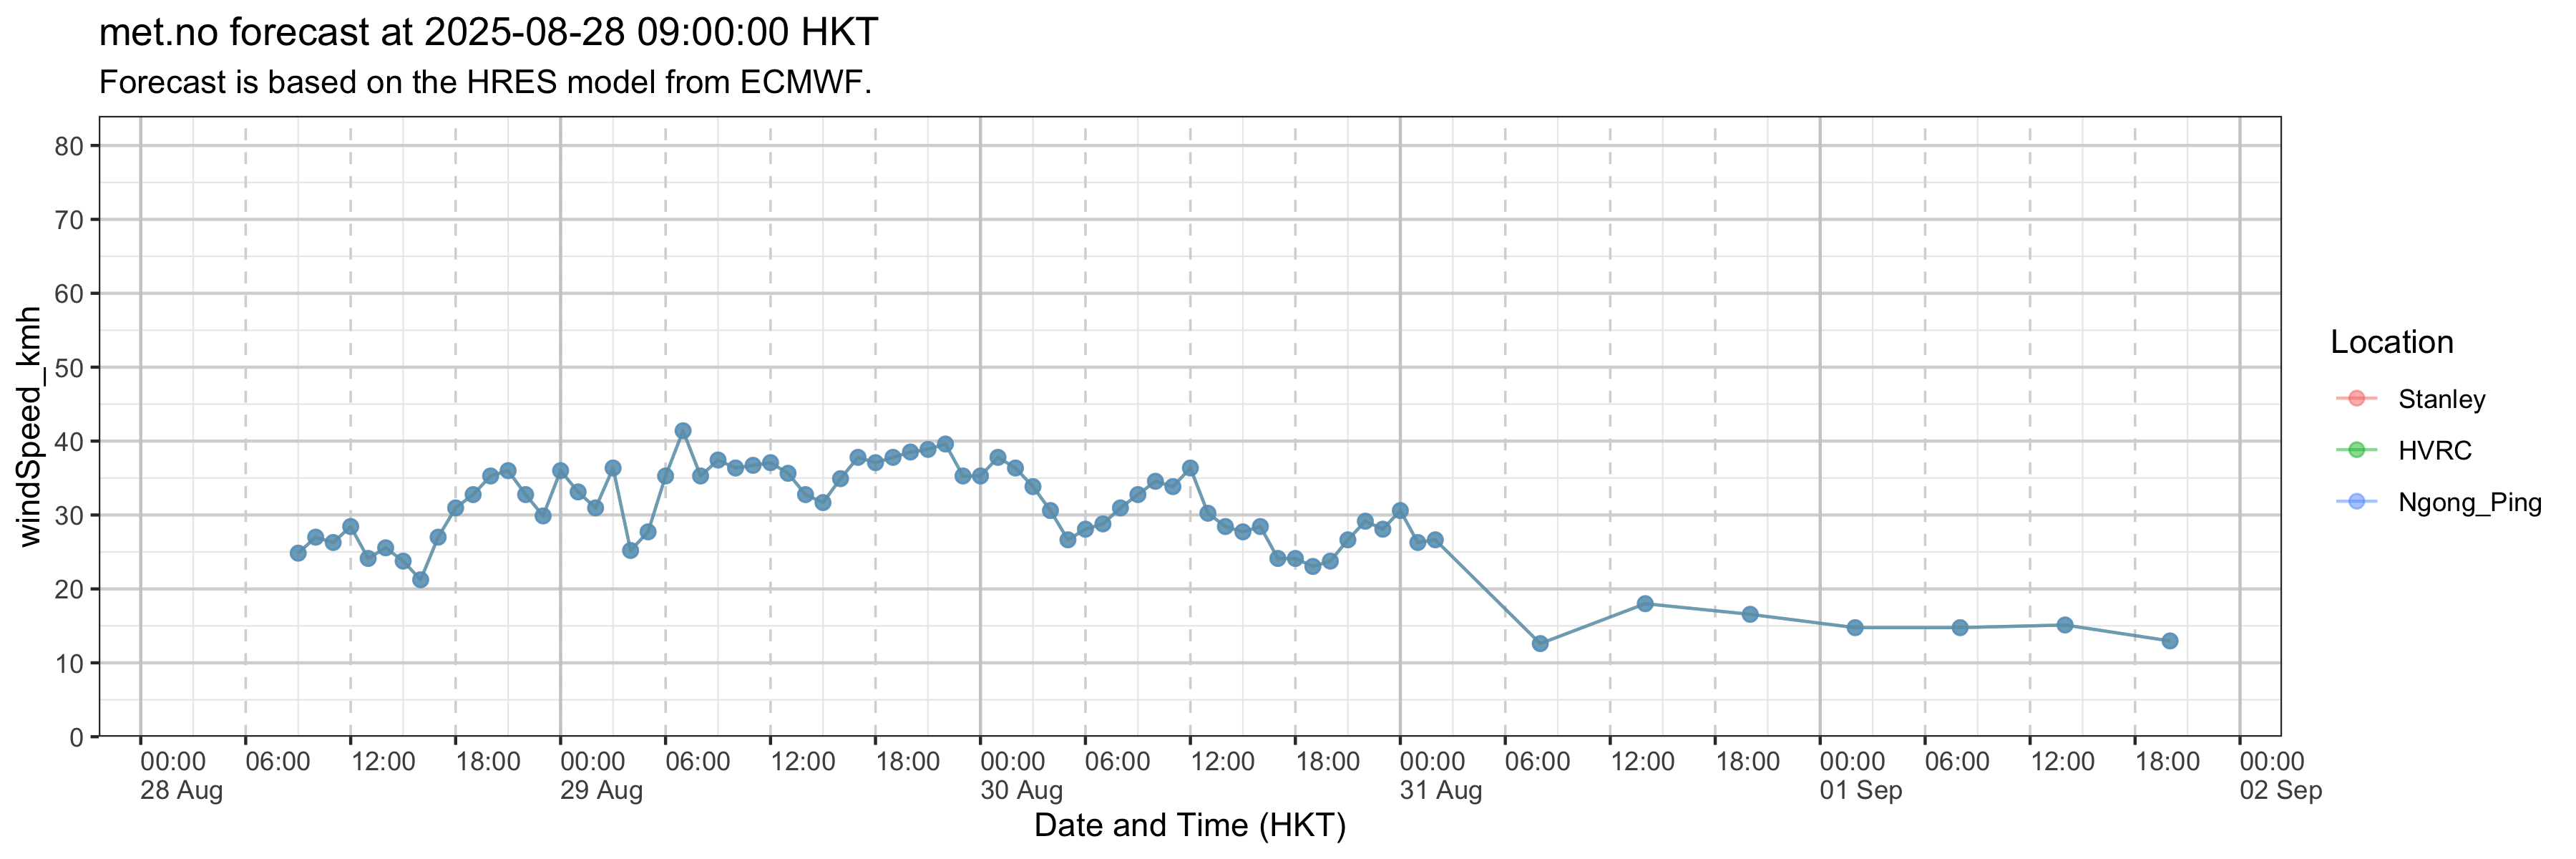 met.no forecast at 2025-08-28 09:00:00 HKT
Forecast is based on the HRES model from ECMWF.
windSpeed_kmh
80
70
60
50
40
30
20
10
0
00:00 06:00 12:00 18:00 00:00 06:00 12:00 18:00 00:00 06:00 12:00 18:00 00:00 06:00 12:00 18:00 00:00 06:00 12:00 18:00 00:00
28 Aug 29 Aug 30 Aug 31 Aug 01 Sep 02 Sep
Date and Time (HKT)
Location
Stanley
HVRC
Ngong_Ping